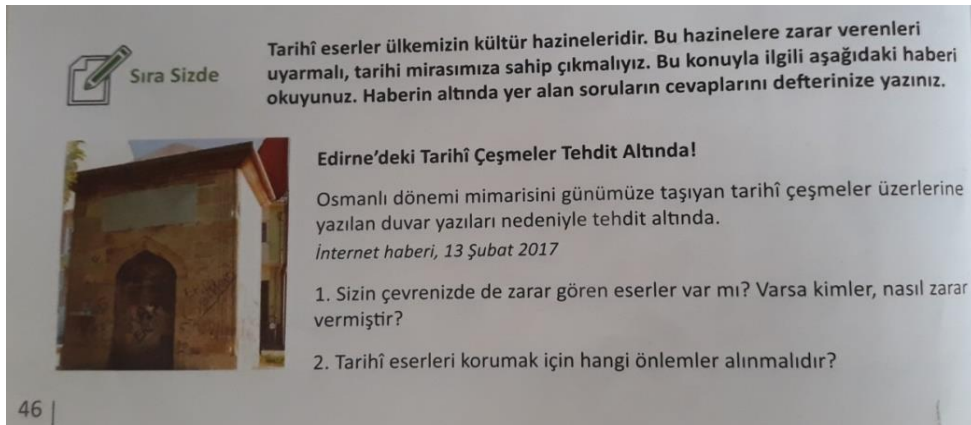 Sıra Sizde
Tarihî eserler ülkemizin kültür hazineleridir. Bu hazinelere zarar verenleri
uyarmalı, tarihi mirasımıza sahip çıkmalıyız. Bu konuyla ilgili aşağıdaki haberi
okuyunuz. Haberin altında yer alan soruların cevaplarını defterinize yazınız.
Edirne’deki Tarihî Çeşmeler Tehdit Altında!
Osmanlı dönemi mimarisini günümüze taşıyan tarihî çeşmeler üzerlerine
yazılan duvar yazıları nedeniyle tehdit altında.
İnternet haberi, 13 Şubat 2017
1. Sizin çevrenizde de zarar gören eserler var mı? Varsa kimler, nasıl zarar
vermiştir?
2. Tarihî eserleri korumak için hangi önlemler alınmalıdır?
46